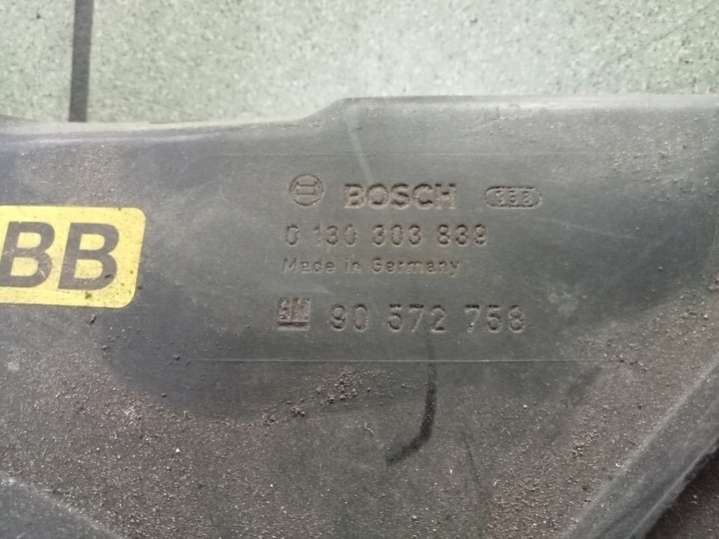 BOSCH
0 130 303 839
Made in Germany
BB
GM 90 572 758